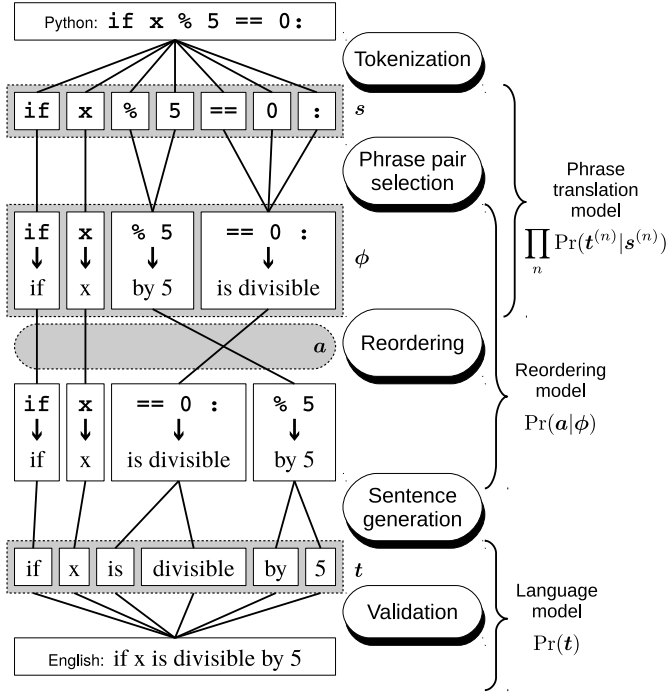 Python: if x % 5 == 0:
Tokenization
if x % 5 == 0 : s
Phrase pair
selection
Phrase
translation
model
∏ₙ Pr(t⁽ⁿ⁾|s⁽ⁿ⁾)
if x % 5 == 0 :
↓ ↓ ↓ ↓
if x by 5 is divisible
ϕ
a
Reordering
Reordering
model
Pr(a|ϕ)
if x == 0 : % 5
↓ ↓ ↓ ↓
if x is divisible by 5
Sentence
generation
if x is divisible by 5 t
Validation
Language
model
Pr(t)
English: if x is divisible by 5